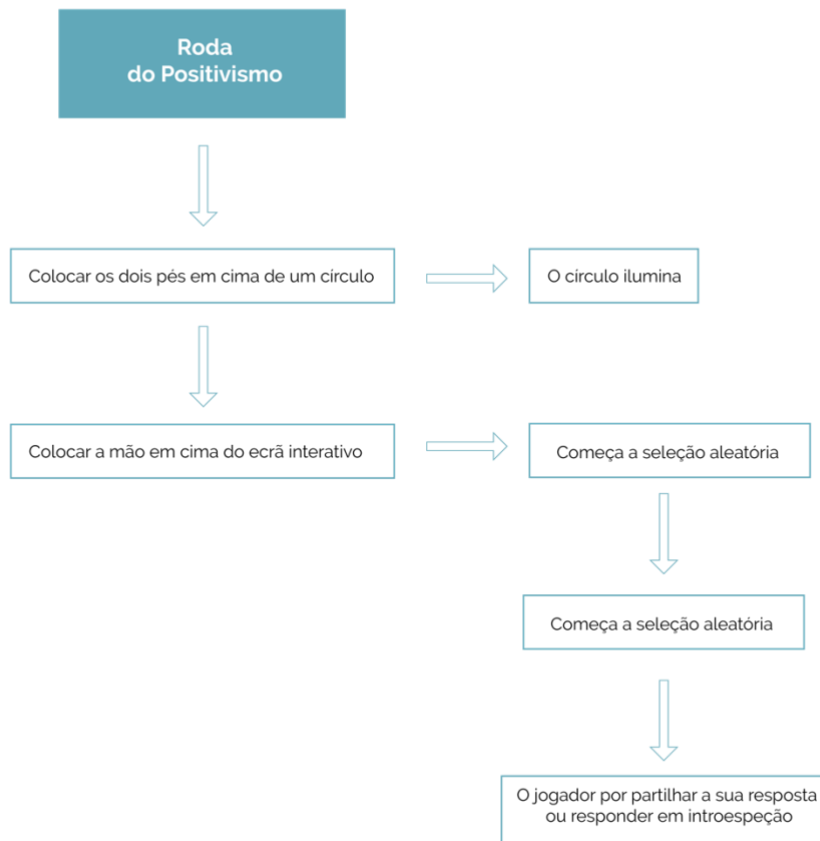 Roda
do Positivismo
Colocar os dois pés em cima de um círculo
O círculo ilumina
Colocar a mão em cima do ecrã interativo
Começa a seleção aleatória
Começa a seleção aleatória
O jogador por partilhar a sua resposta
ou responder em introespeção